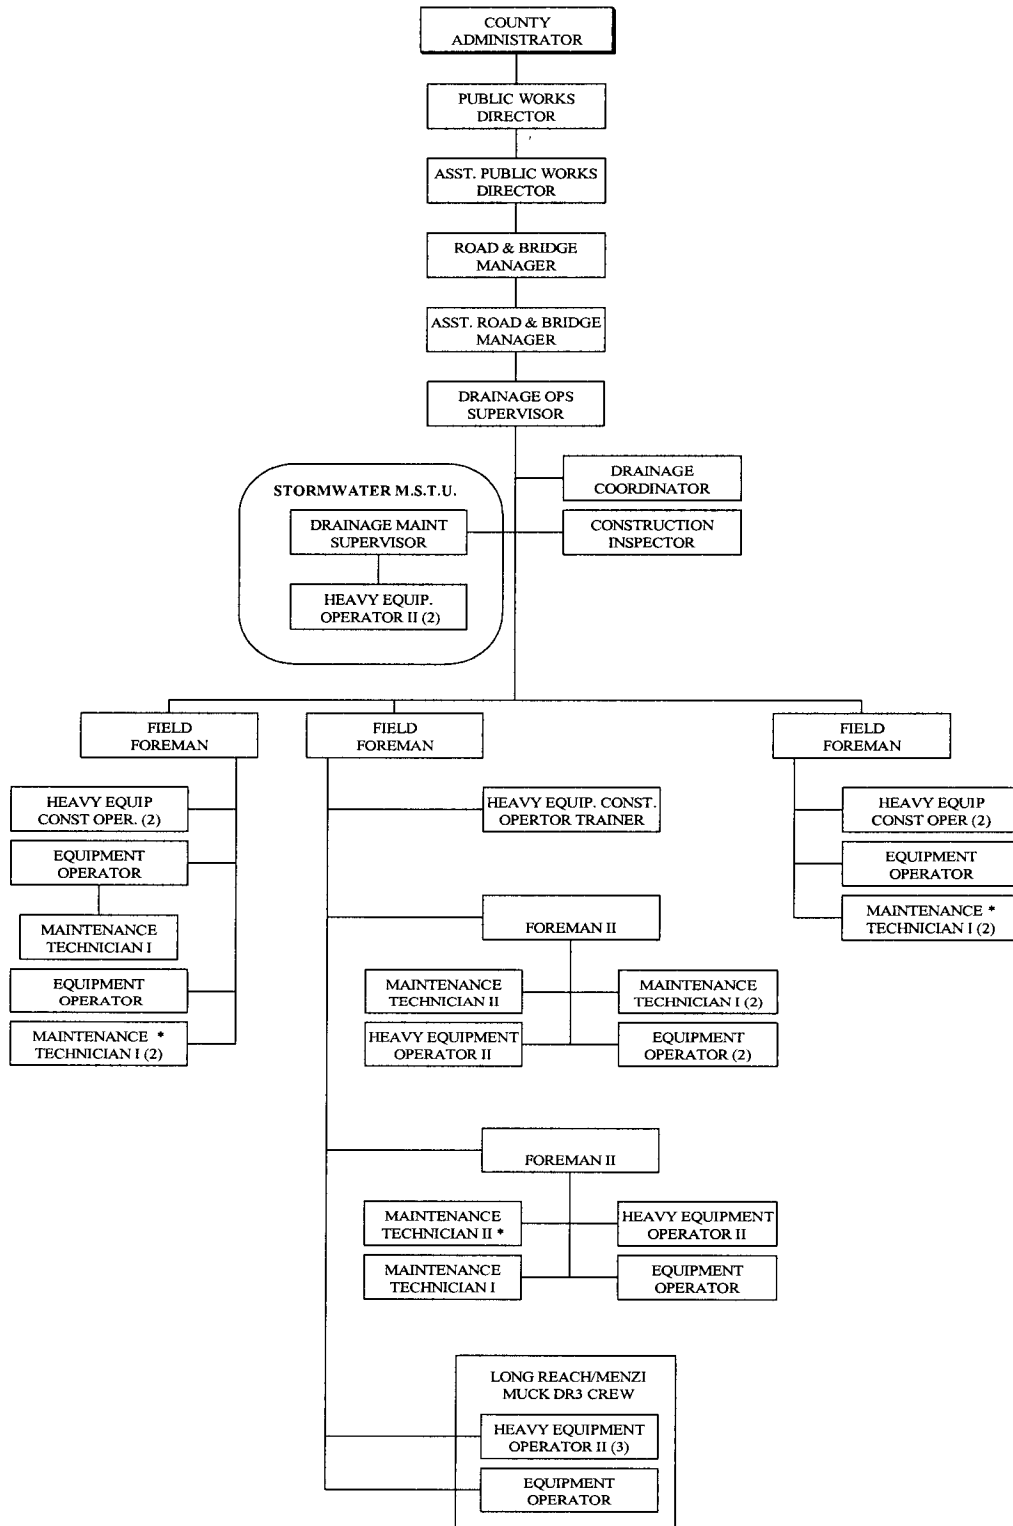 COUNTY
ADMINISTRATOR
PUBLIC WORKS
DIRECTOR
ASST. PUBLIC WORKS
DIRECTOR
ROAD & BRIDGE
MANAGER
ASST. ROAD & BRIDGE
MANAGER
DRAINAGE OPS
SUPERVISOR
STORMWATER M.S.T.U.
DRAINAGE MAINT
SUPERVISOR
HEAVY EQUIP.
OPERATOR II (2)
DRAINAGE
COORDINATOR
CONSTRUCTION
INSPECTOR
FIELD
FOREMAN
HEAVY EQUIP
CONST OPER. (2)
EQUIPMENT
OPERATOR
MAINTENANCE
TECHNICIAN I
EQUIPMENT
OPERATOR
MAINTENANCE *
TECHNICIAN I (2)
FIELD
FOREMAN
HEAVY EQUIP. CONST.
OPERTOR TRAINER
FOREMAN II
MAINTENANCE
TECHNICIAN II
MAINTENANCE
TECHNICIAN I (2)
HEAVY EQUIPMENT
OPERATOR II
EQUIPMENT
OPERATOR (2)
FOREMAN II
MAINTENANCE
TECHNICIAN II *
HEAVY EQUIPMENT
OPERATOR II
MAINTENANCE
TECHNICIAN I
EQUIPMENT
OPERATOR
LONG REACH/MENZI
MUCK DR3 CREW
HEAVY EQUIPMENT
OPERATOR II (3)
EQUIPMENT
OPERATOR
FIELD
FOREMAN
HEAVY EQUIP
CONST OPER (2)
EQUIPMENT
OPERATOR
MAINTENANCE *
TECHNICIAN I (2)